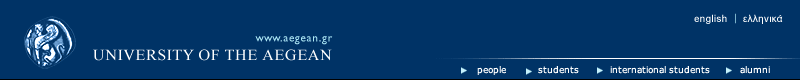 english | ελληνικά
www.aegean.gr
UNIVERSITY OF THE AEGEAN
people students international students alumni